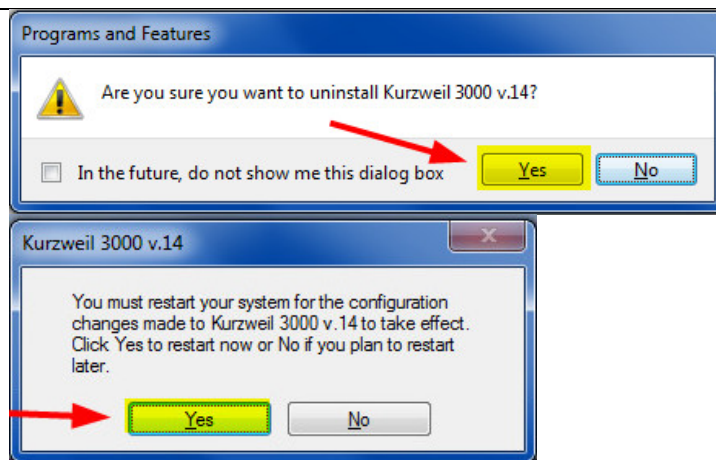 Programs and Features
Are you sure you want to uninstall Kurzweil 3000 v.14?
In the future, do not show me this dialog box
Yes
No
Kurzweil 3000 v.14
You must restart your system for the configuration
changes made to Kurzweil 3000 v.14 to take effect.
Click Yes to restart now or No if you plan to restart
later.
Yes
No